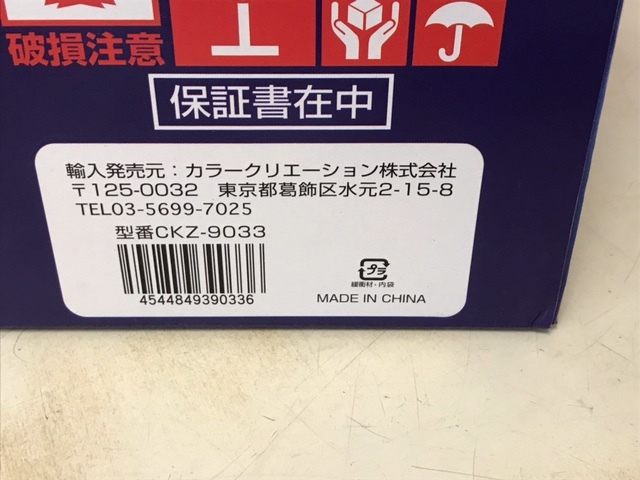 破損注意
保証書在中
輸入発売元：カラークリエーション株式会社
〒125-0032 東京都葛飾区水元2-15-8
TEL03-5699-7025
型番CKZ-9033
4544849390336
プラ
緩衝材・内袋
MADE IN CHINA